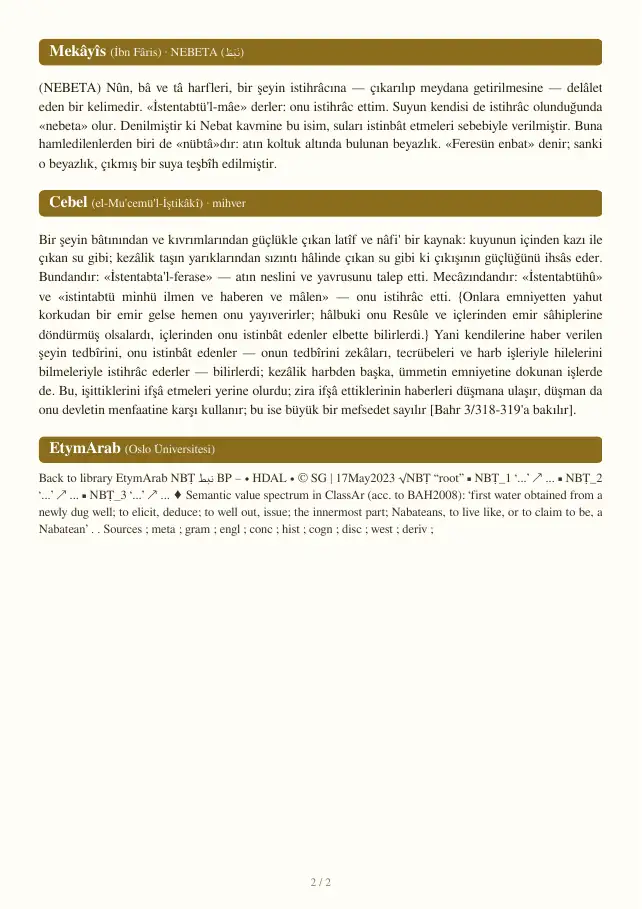 Mekâyîs (İbn Fâris) · NEBETA (نَبَطَ)
(NEBETA) Nûn, bâ ve tâ harfleri, bir şeyin istihrâcına — çıkarılıp meydana getirilmesine — delâlet
eden bir kelimedir. «İstentabtü'l-mâe» derler: onu istihrâc ettim. Suyun kendisi de istihrâc olunduğunda
«nebeta» olur. Denilmiştir ki Nebat kavmine bu isim, suları istinbât etmeleri sebebiyle verilmiştir. Buna
hamledilenlerden biri de «nübtâ»dır: atın koltuk altında bulunan beyazlık. «Feresün enbat» denir; sanki
o beyazlık, çıkmış bir suya teşbîh edilmiştir.
Cebel (el-Mu'cemü'l-İştikâkî) · mihver
Bir şeyin bâtınından ve kıvrımlarından güçlükle çıkan latîf ve nâfi' bir kaynak: kuyunun içinden kazı ile
çıkan su gibi; kezâlik taşın yarıklarından sızıntı hâlinde çıkan su gibi ki çıkışının güçlüğünü ihsâs eder.
Bundandır: «İstentabta'l-ferase» — atın neslini ve yavrusunu talep etti. Mecâzındandır: «İstentabtühû»
ve «istintabtü minhü ilmen ve haberen ve mâlen» — onu istihrâc etti. {Onlara emniyetten yahut
korkudan bir emir gelse hemen onu yayıverirler; hâlbuki onu Resûle ve içlerinden emir sâhiplerine
döndürmüş olsalardı, içlerinden onu istinbât edenler elbette bilirlerdi.} Yani kendilerine haber verilen
şeyin tedbîrini, onu istinbât edenler — onun tedbîrini zekâları, tecrübeleri ve harb işleriyle hilelerini
bilmeleriyle istihrâc ederler — bilirlerdi; kezâlik harbden başka, ümmetin emniyetine dokunan işlerde
de. Bu, işittiklerini ifşâ etmeleri yerine olurdu; zira ifşâ ettiklerinin haberleri düşmana ulaşır, düşman da
onu devletin menfaatine karşı kullanır; bu ise büyük bir mefsedet sayılır [Bahr 3/318-319'a bakılır].
EtymArab (Oslo Üniversitesi)
Back to library EtymArab NBṬ نبط BP – • HDAL • © SG | 17May2023 √NBṬ “root” ▪ NBṬ_1 ‘...’ ↗ ... ▪ NBṬ_2
‘...’ ↗ ... ▪ NBṬ_3 ‘...’ ↗ ... ♦ Semantic value spectrum in ClassAr (acc. to BAH2008): ‘first water obtained from a
newly dug well; to elicit, deduce; to well out, issue; the innermost part; Nabateans, to live like, or to claim to be, a
Nabatean’ . . Sources ; meta ; gram ; engl ; conc ; hist ; cogn ; disc ; west ; deriv ;
2 / 2